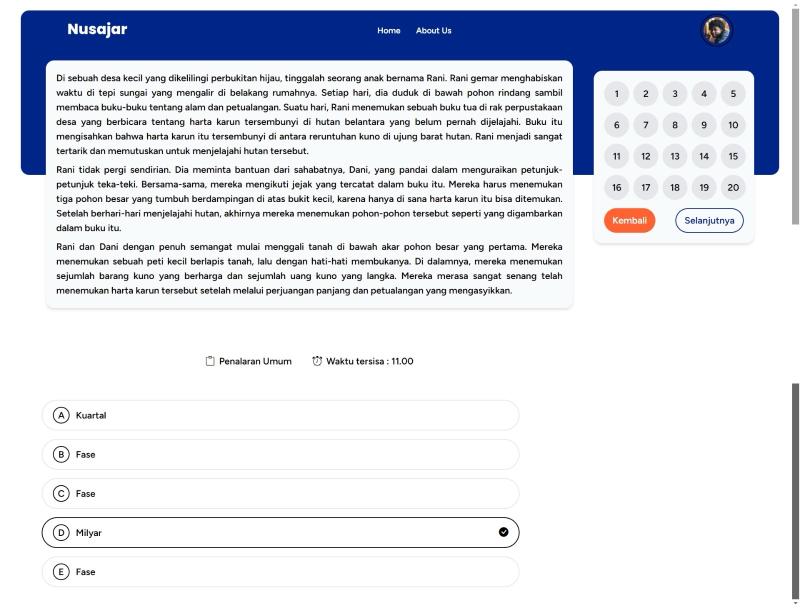 Nusajar
Home
About Us
Di sebuah desa kecil yang dikelilingi perbukitan hijau, tinggalah seorang anak bernama Rani. Rani gemar menghabiskan
waktu di tepi sungai yang mengalir di belakang rumahnya. Setiap hari, dia duduk di bawah pohon rindang sambil
membaca buku-buku tentang alam dan petualangan. Suatu hari, Rani menemukan sebuah buku tua di rak perpustakaan
desa yang berbicara tentang harta karun tersembunyi di hutan belantara yang belum pernah dijelajahi. Buku itu
mengisahkan bahwa harta karun itu tersembunyi di antara reruntuhan kuno di ujung barat hutan. Rani menjadi sangat
tertarik dan memutuskan untuk menjelajahi hutan tersebut.
Rani tidak pergi sendirian. Dia meminta bantuan dari sahabatnya, Dani, yang pandai dalam menguraikan petunjuk-
petunjuk teka-teki. Bersama-sama, mereka mengikuti jejak yang tercatat dalam buku itu. Mereka harus menemukan
tiga pohon besar yang tumbuh berdampingan di atas bukit kecil, karena hanya di sana harta karun itu bisa ditemukan.
Setelah berhari-hari menjelajahi hutan, akhirnya mereka menemukan pohon-pohon tersebut seperti yang digambarkan
dalam buku itu.
Rani dan Dani dengan penuh semangat mulai menggali tanah di bawah akar pohon besar yang pertama. Mereka
menemukan sebuah peti kecil berlapis tanah, lalu dengan hati-hati membukanya. Di dalamnya, mereka menemukan
sejumlah barang kuno yang berharga dan sejumlah uang kuno yang langka. Mereka merasa sangat senang telah
menemukan harta karun tersebut setelah melalui perjuangan panjang dan petualangan yang mengasyikkan.
1 2 3 4 5
6 7 8 9 10
11 12 13 14 15
16 17 18 19 20
Kembali
Selanjutnya
Penalaran Umum
Waktu tersisa : 11.00
A Kuartal
B Fase
C Fase
D Milyar
E Fase